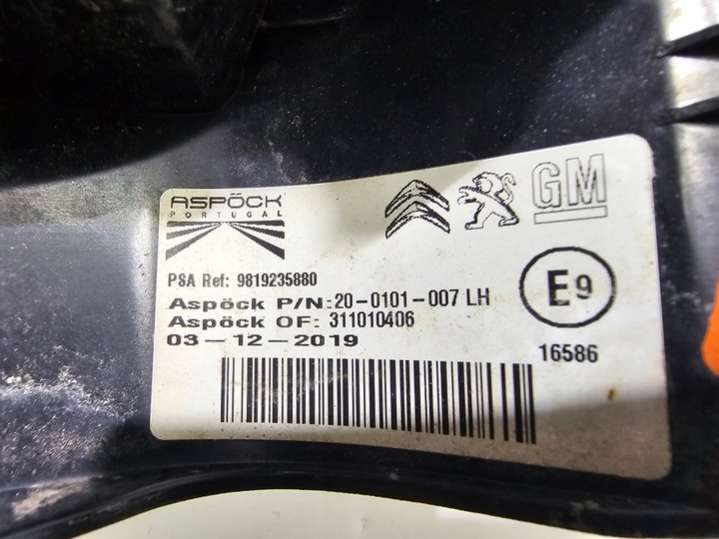 ASPÖCK
PORTUGAL
GM
PSA Ref: 9819235880
Aspöck P/N: 20-0101-007 LH
Aspöck OF: 311010406
03-12-2019
E9
16586